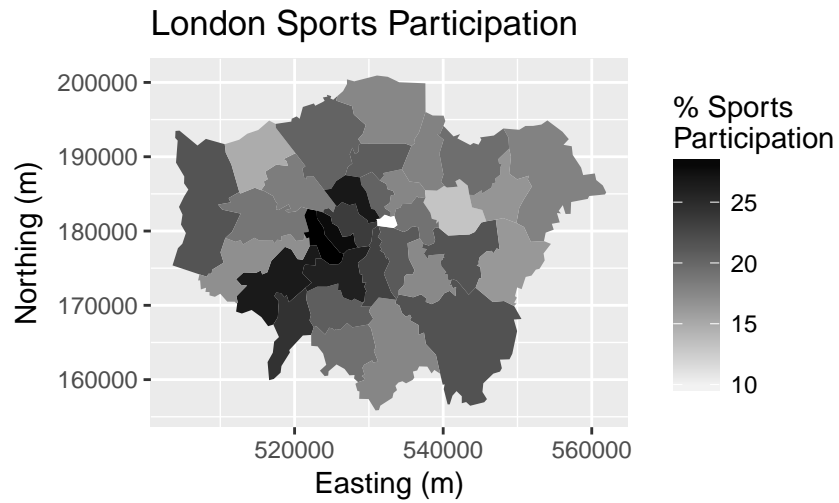 London Sports Participation
Northing (m)
200000
190000
180000
170000
160000
520000 540000 560000
Easting (m)
% Sports
Participation
25
20
15
10